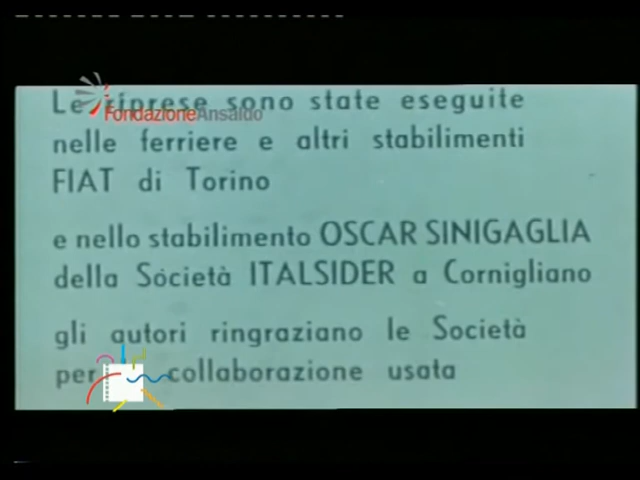 Le riprese sono state eseguite
FondazioneAnsaldo
nelle ferriere e altri stabilimenti
FIAT di Torino
e nello stabilimento OSCAR SINIGAGLIA
della Società ITALSIDER a Cornigliano
gli autori ringraziano le Società
per collaborazione usata